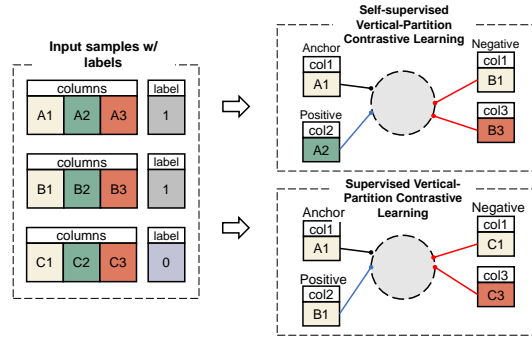 Input samples w/
labels
columns
label
A1 A2 A3
1
columns
label
B1 B2 B3
1
columns
label
C1 C2 C3
0
Self-supervised
Vertical-Partition
Contrastive Learning
Anchor
col1
A1
Positive
col2
A2
Negative
col1
B1
col3
B3
Supervised Vertical-
Partition Contrastive
Learning
Anchor
col1
A1
Positive
col2
B1
Negative
col1
C1
col3
C3